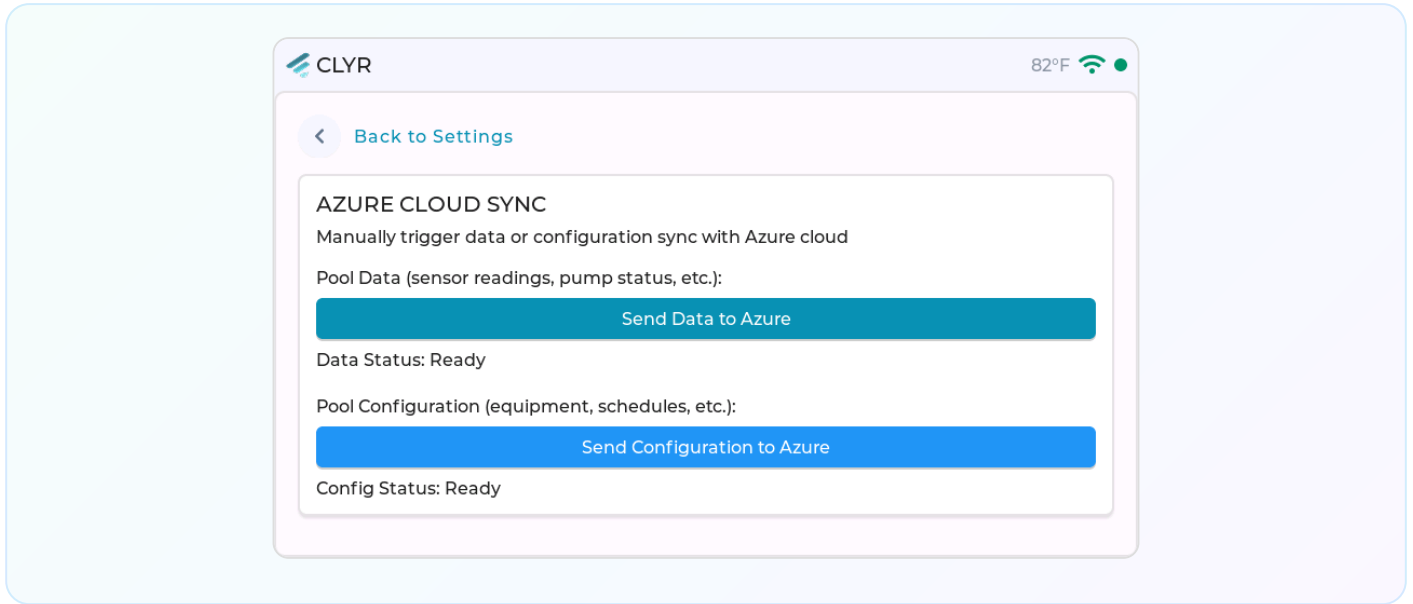 CLYR
82°F
Back to Settings
AZURE CLOUD SYNC
Manually trigger data or configuration sync with Azure cloud
Pool Data (sensor readings, pump status, etc.):
Send Data to Azure
Data Status: Ready
Pool Configuration (equipment, schedules, etc.):
Send Configuration to Azure
Config Status: Ready